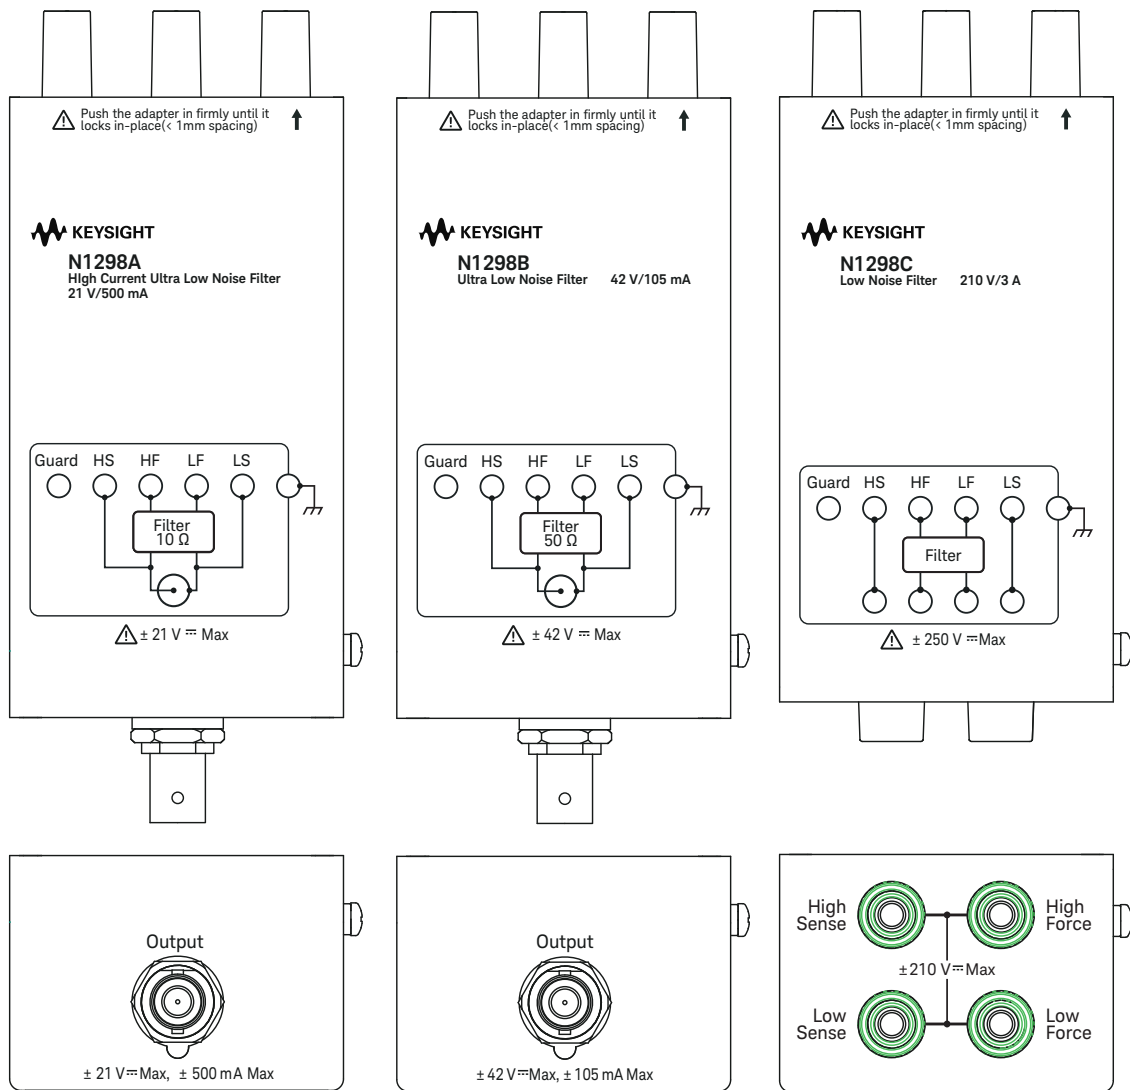 Push the adapter in firmly until it
locks in-place(< 1mm spacing)
KEYSIGHT
N1298A
HIgh Current Ultra Low Noise Filter
21 V/500 mA
Guard HS HF LF LS
Filter
10 Ω
± 21 V ⎓ Max
Output
± 21 V⎓Max, ± 500 mA Max
Push the adapter in firmly until it
locks in-place(< 1mm spacing)
KEYSIGHT
N1298B
Ultra Low Noise Filter 42 V/105 mA
Guard HS HF LF LS
Filter
50 Ω
± 42 V ⎓ Max
Output
± 42 V⎓Max, ± 105 mA Max
Push the adapter in firmly until it
locks in-place(< 1mm spacing)
KEYSIGHT
N1298C
Low Noise Filter 210 V/3 A
Guard HS HF LF LS
Filter
± 250 V ⎓Max
High
Sense
High
Force
±210 V⎓Max
Low
Sense
Low
Force